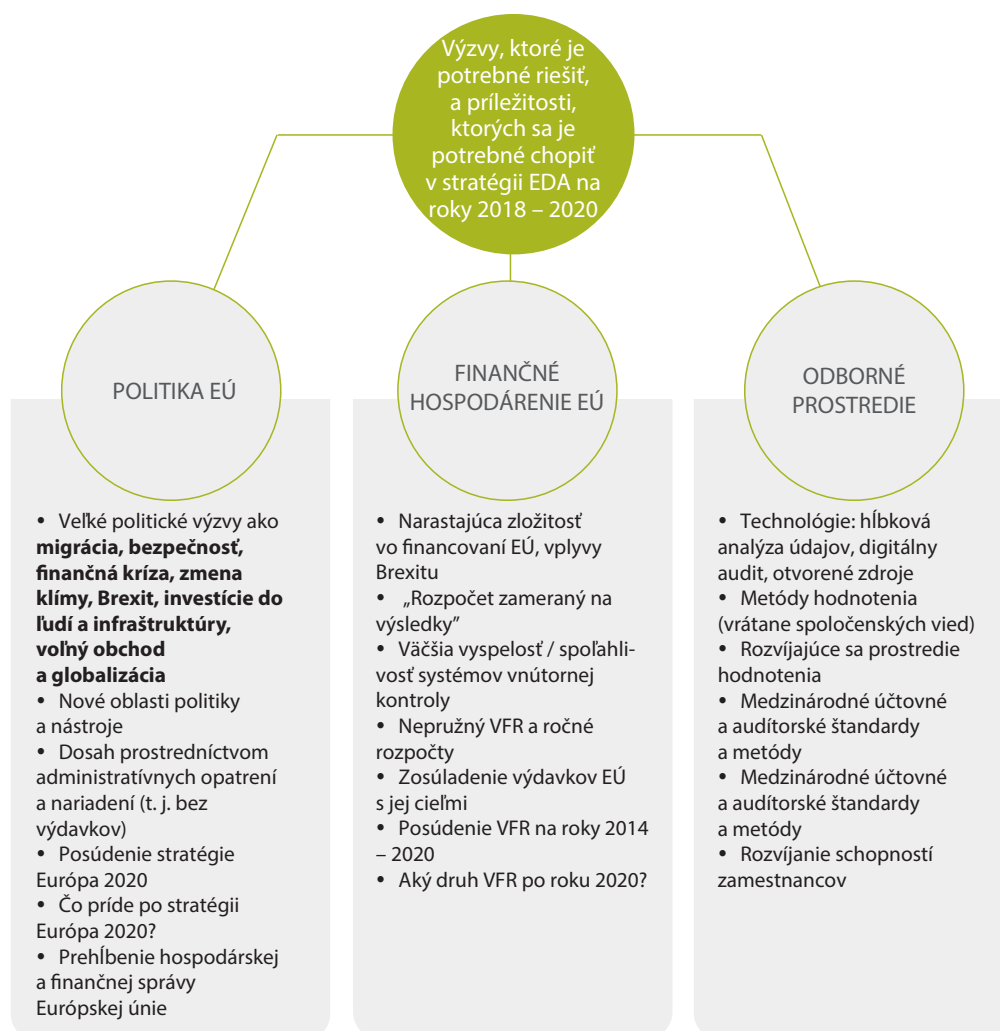 Výzvy, ktoré je
potrebné riešiť,
a príležitosti,
ktorých sa je
potrebné chopiť
v stratégii EDA na
roky 2018 – 2020
POLITIKA EÚ
• Veľké politické výzvy ako
migrácia, bezpečnosť,
finančná kríza, zmena
klímy, Brexit, investície do
ľudí a infraštruktúry,
voľný obchod
a globalizácia
• Nové oblasti politiky
a nástroje
• Dosah prostredníctvom
administratívnych opatrení
a nariadení (t. j. bez
výdavkov)
• Posúdenie stratégie
Európa 2020
• Čo príde po stratégii
Európa 2020?
• Prehĺbenie hospodárskej
a finančnej správy
Európskej únie
FINANČNÉ
HOSPODÁRENIE EÚ
• Narastajúca zložitosť
vo financovaní EÚ, vplyvy
Brexitu
• „Rozpočet zameraný na
výsledky”
• Väčšia vyspelosť / spoľahli-
vosť systémov vnútornej
kontroly
• Nepružný VFR a ročné
rozpočty
• Zosúladenie výdavkov EÚ
s jej cieľmi
• Posúdenie VFR na roky 2014
– 2020
• Aký druh VFR po roku 2020?
ODBORNÉ
PROSTREDIE
• Technológie: hĺbková
analýza údajov, digitálny
audit, otvorené zdroje
• Metódy hodnotenia
(vrátane spoločenských vied)
• Rozvíjajúce sa prostredie
hodnotenia
• Medzinárodné účtovné
a audítorské štandardy
a metódy
• Medzinárodné účtovné
a audítorské štandardy
a metódy
• Rozvíjanie schopností
zamestnancov